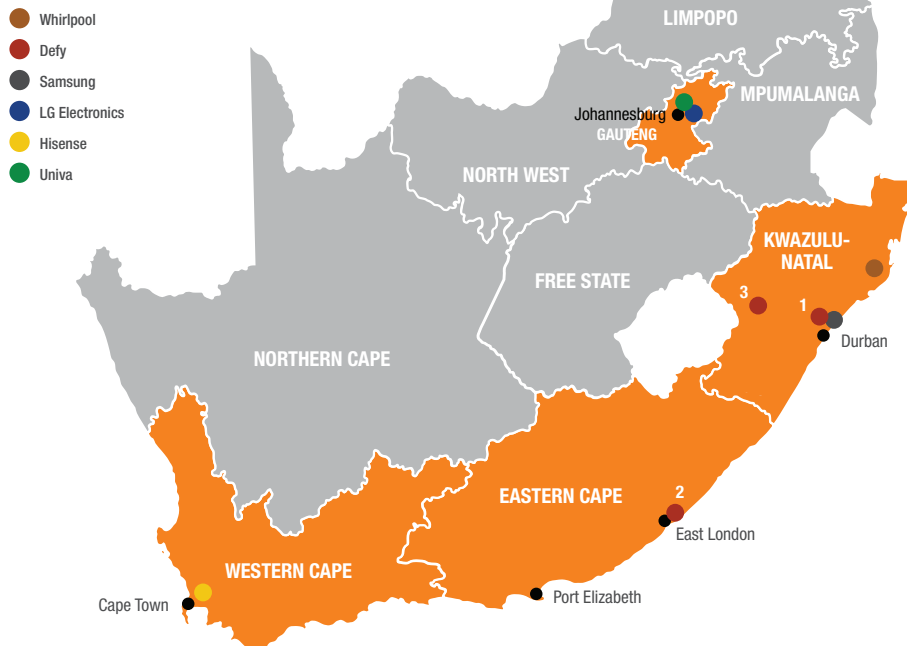 Whirlpool
Defy
Samsung
LG Electronics
Hisense
Univa
LIMPOPO
MPUMALANGA
Johannesburg
GAUTENG
NORTH WEST
KWAZULU-
NATAL
FREE STATE
3
1
Durban
NORTHERN CAPE
EASTERN CAPE
2
East London
WESTERN CAPE
Port Elizabeth
Cape Town